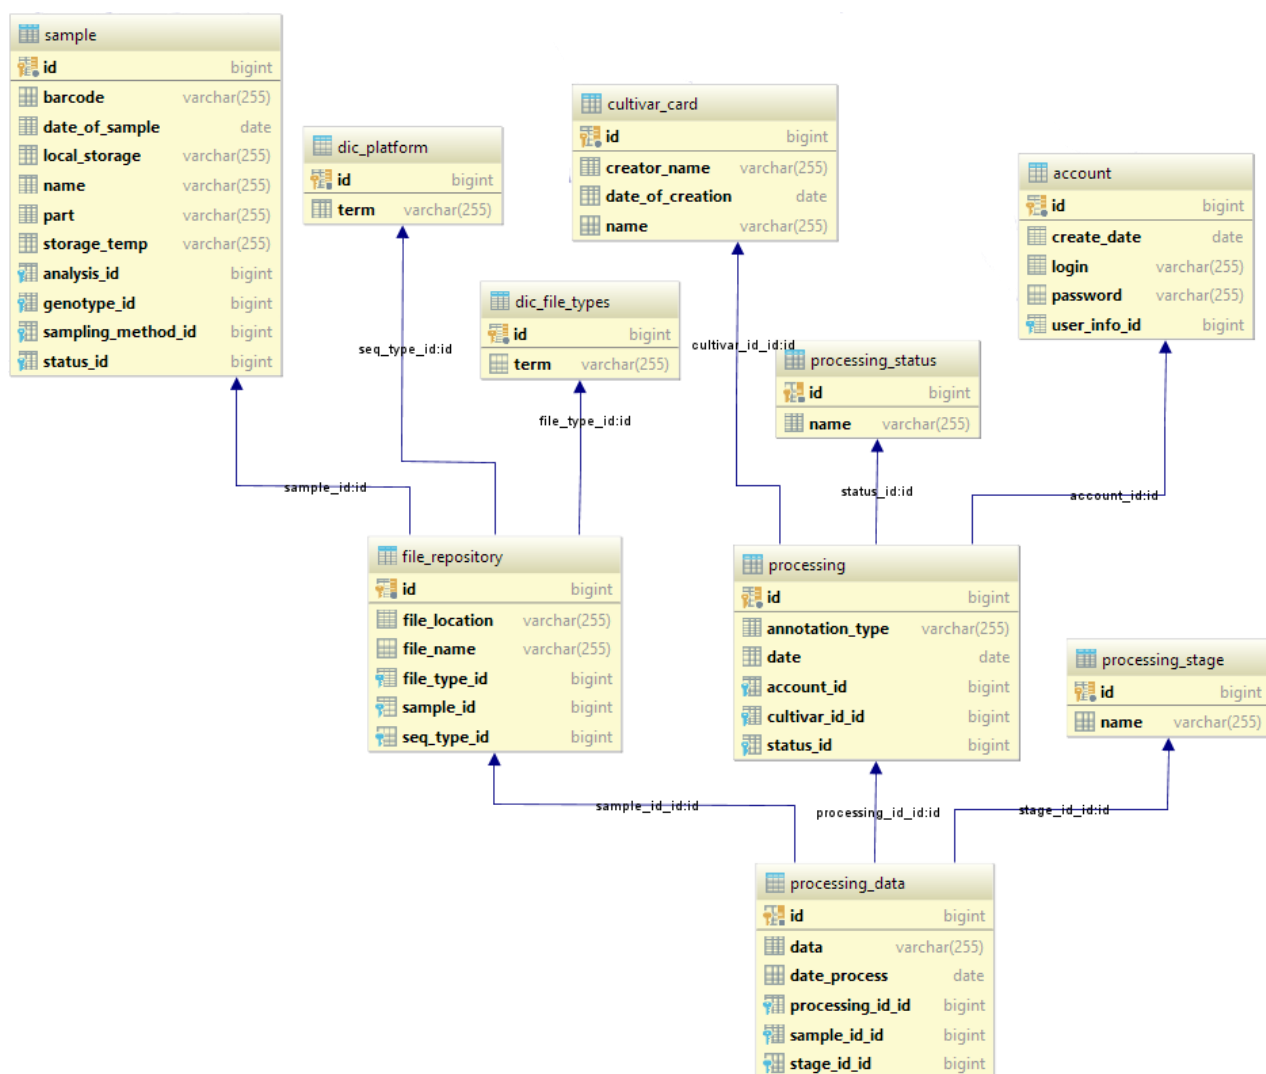 sample
id bigint
barcode varchar(255)
date_of_sample date
local_storage varchar(255)
name varchar(255)
part varchar(255)
storage_temp varchar(255)
analysis_id bigint
genotype_id bigint
sampling_method_id bigint
status_id bigint
dic_platform
id bigint
term varchar(255)
cultivar_card
id bigint
creator_name varchar(255)
date_of_creation date
name varchar(255)
account
id bigint
create_date date
login varchar(255)
password varchar(255)
user_info_id bigint
dic_file_types
id bigint
term varchar(255)
seq_type_id:id
cultivar_id_id:id
processing_status
id bigint
name varchar(255)
file_type_id:id
sample_id:id
status_id:id
account_id:id
file_repository
id bigint
file_location varchar(255)
file_name varchar(255)
file_type_id bigint
sample_id bigint
seq_type_id bigint
processing
id bigint
annotation_type varchar(255)
date date
account_id bigint
cultivar_id_id bigint
status_id bigint
processing_stage
id bigint
name varchar(255)
sample_id_id:id
processing_id_id:id
stage_id_id:id
processing_data
id bigint
data varchar(255)
date_process date
processing_id_id bigint
sample_id_id bigint
stage_id_id bigint